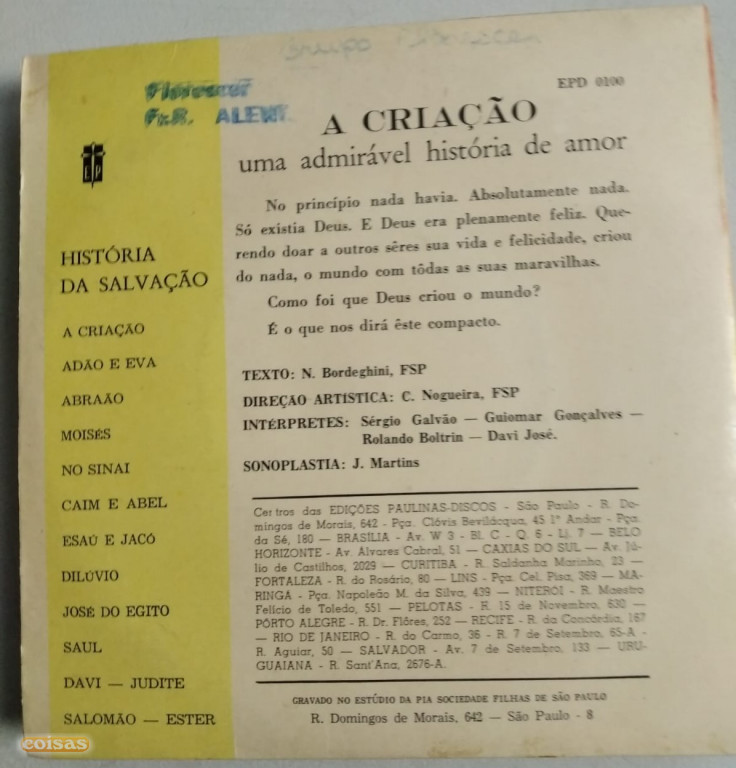 EPD 0100
A CRIAÇÃO
uma admirável história de amor
No princípio nada havia. Absolutamente nada.
Só existia Deus. E Deus era plenamente feliz. Que-
rendo doar a outros sêres sua vida e felicidade, criou
do nada, o mundo com tôdas as suas maravilhas.
Como foi que Deus criou o mundo?
É o que nos dirá êste compacto.
TEXTO: N. Bordeghini, FSP
DIREÇÃO ARTÍSTICA: C. Nogueira, FSP
INTÉRPRETES: Sérgio Galvão — Guiomar Gonçalves —
Rolando Boltrin — Davi José.
SONOPLASTIA: J. Martins
Centros das EDIÇÕES PAULINAS-DISCOS - São Paulo - R. Do-
mingos de Morais, 642 - Pça. Clóvis Bevilácqua, 45 1º Andar - Pça.
da Sé, 180 — BRASÍLIA - Av. W 3 - Bl. C - Q. 6 - Lj. 7 — BELO
HORIZONTE - Av. Alvares Cabral, 51 — CAXIAS DO SUL — Av. Jú-
lio de Castilhos, 2029 — CURITIBA - R. Saldanha Marinho, 23 —
FORTALEZA - R. do Rosário, 80 — LINS - Pça. Cel. Pisa, 369 — MA-
RINGÁ - Pça. Napoleão M. da Silva, 439 — NITERÓI - R. Maestro
Felício de Toledo, 551 — PELOTAS - R. 15 de Novembro, 630 —
PÔRTO ALEGRE - R. Dr. Flôres, 252 — RECIFE - R. da Concórdia, 167
— RIO DE JANEIRO - R. do Carmo, 36 - R. 7 de Setembro, 65-A -
R. Aguiar, 50 — SALVADOR — Av. 7 de Setembro, 133 — URU-
GUAIANA - R. Sant'Ana, 2676-A.
GRAVADO NO ESTÚDIO DA PIA SOCIEDADE FILHAS DE SÃO PAULO
R. Domingos de Morais, 642 — São Paulo - 8
HISTÓRIA
DA SALVAÇÃO
A CRIAÇÃO
ADÃO E EVA
ABRAÃO
MOISÉS
NO SINAI
CAIM E ABEL
ESAÚ E JACÓ
DILÚVIO
JOSÉ DO EGITO
SAUL
DAVI — JUDITE
SALOMÃO — ESTER
coisas